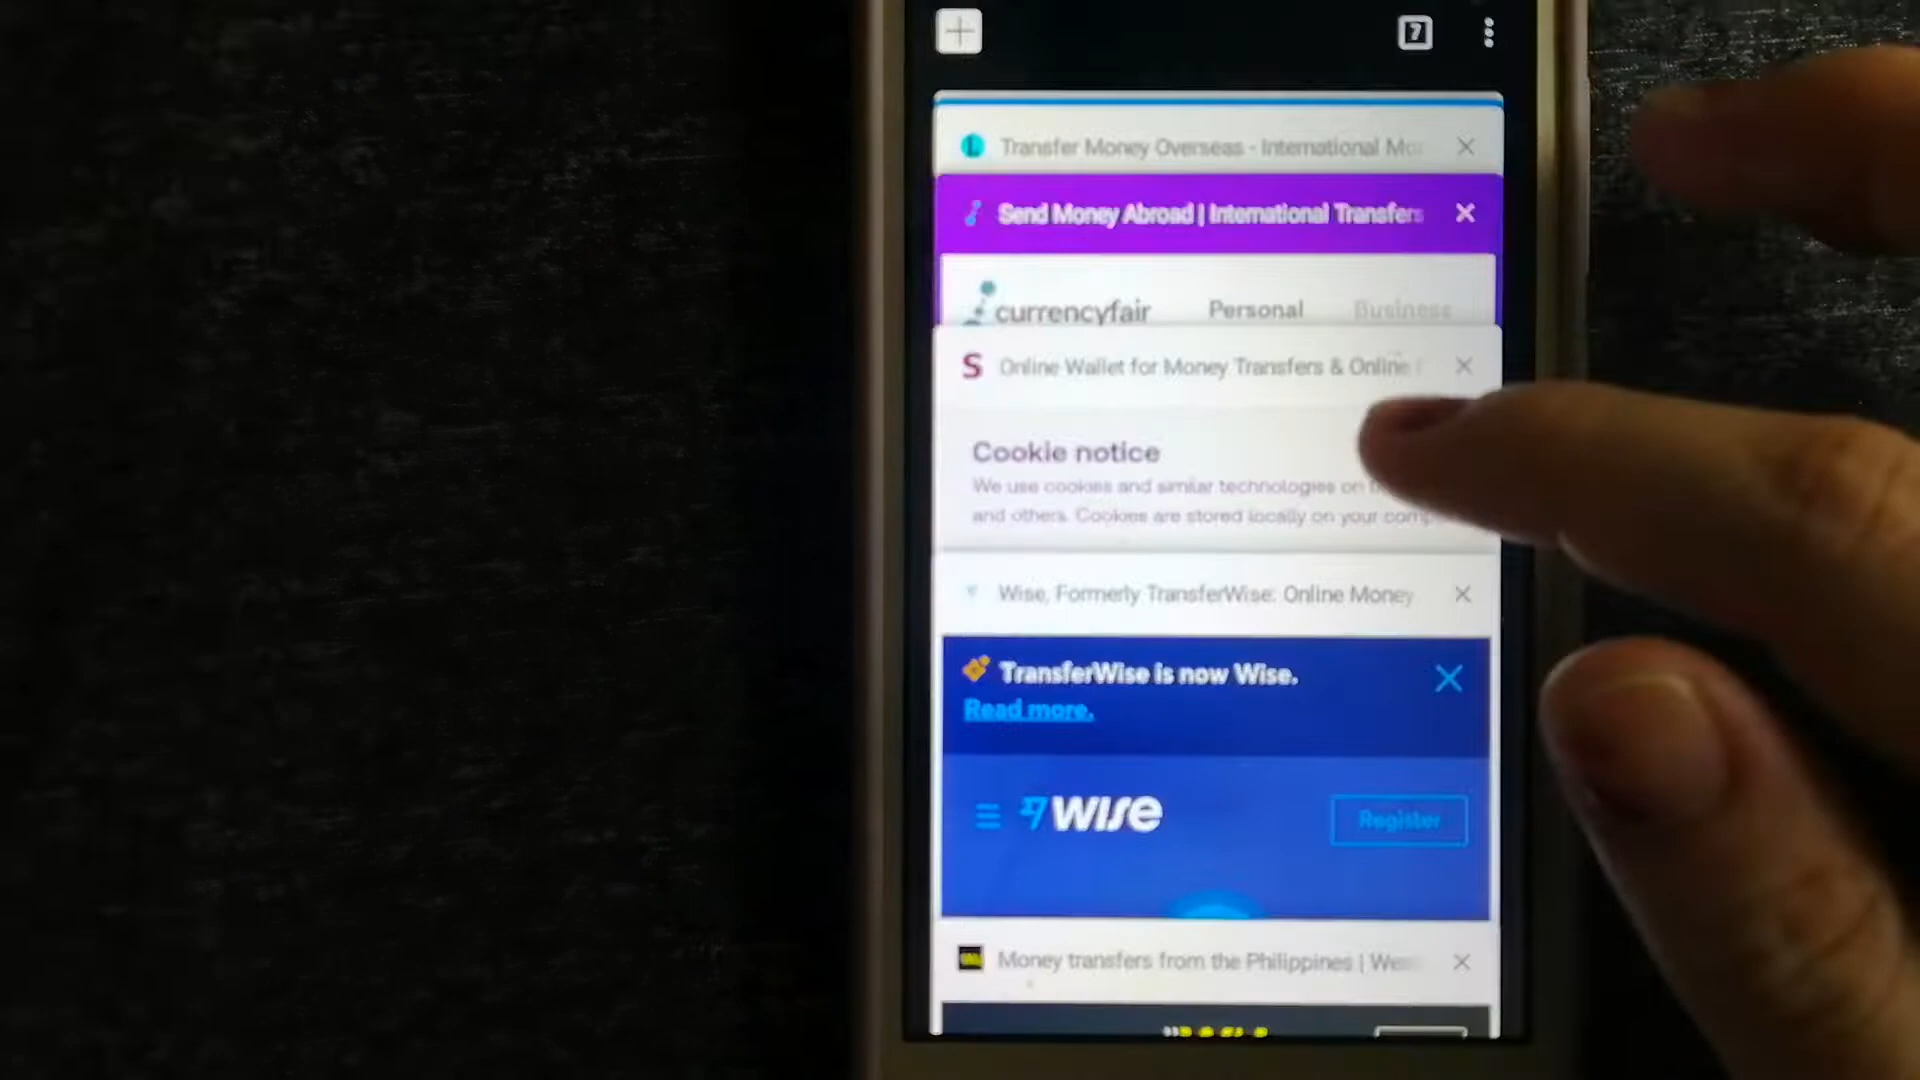 7
Transfer Money Overseas - International Mo
Send Money Abroad | International Transfers
currencyfair Personal Business
S Online Wallet for Money Transfers & Online
Cookie notice
We use cookies and similar technologies on
and others. Cookies are stored locally on your comp
Wise, Formerly TransferWise: Online Money
TransferWise is now Wise.
Read more.
wise Register
Money transfers from the Philippines | Wes